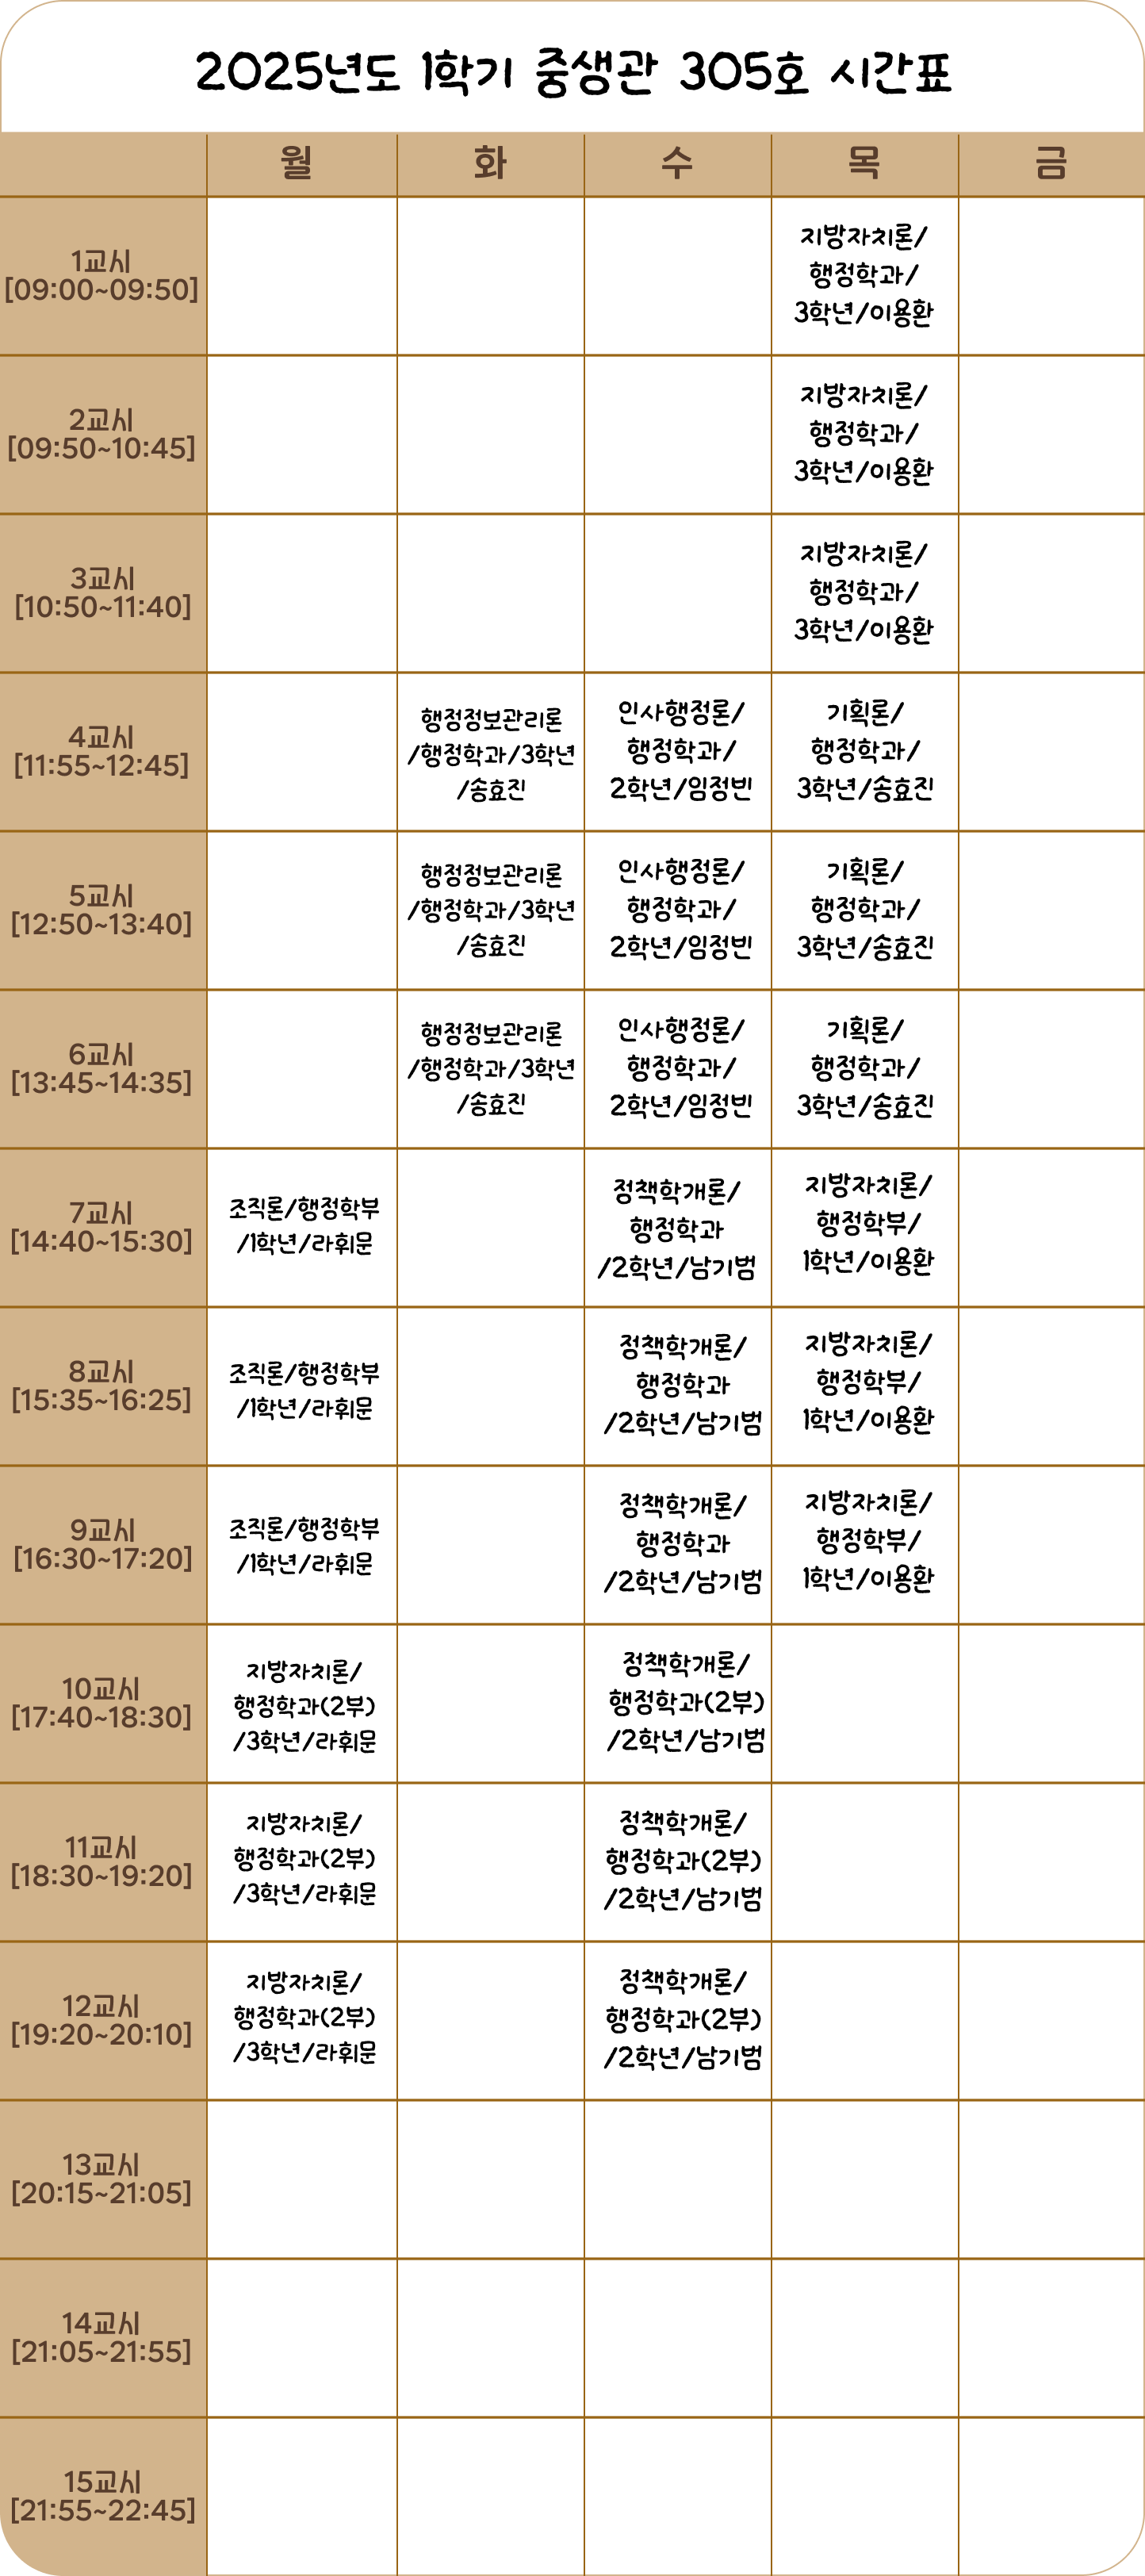 2025년도 1학기 중생관 305호 시간표
월 화 수 목 금
1교시
[09:00~09:50]
지방자치론/
행정학과/
3학년/이용환
2교시
[09:50~10:45]
지방자치론/
행정학과/
3학년/이용환
3교시
[10:50~11:40]
지방자치론/
행정학과/
3학년/이용환
4교시
[11:55~12:45]
행정정보관리론
/행정학과/3학년
/송효진
인사행정론/
행정학과/
2학년/임정빈
기획론/
행정학과/
3학년/송효진
5교시
[12:50~13:40]
행정정보관리론
/행정학과/3학년
/송효진
인사행정론/
행정학과/
2학년/임정빈
기획론/
행정학과/
3학년/송효진
6교시
[13:45~14:35]
행정정보관리론
/행정학과/3학년
/송효진
인사행정론/
행정학과/
2학년/임정빈
기획론/
행정학과/
3학년/송효진
7교시
[14:40~15:30]
조직론/행정학부
/1학년/라휘문
정책학개론/
행정학과
/2학년/남기범
지방자치론/
행정학부/
1학년/이용환
8교시
[15:35~16:25]
조직론/행정학부
/1학년/라휘문
정책학개론/
행정학과
/2학년/남기범
지방자치론/
행정학부/
1학년/이용환
9교시
[16:30~17:20]
조직론/행정학부
/1학년/라휘문
정책학개론/
행정학과
/2학년/남기범
지방자치론/
행정학부/
1학년/이용환
10교시
[17:40~18:30]
지방자치론/
행정학과(2부)
/3학년/라휘문
정책학개론/
행정학과(2부)
/2학년/남기범
11교시
[18:30~19:20]
지방자치론/
행정학과(2부)
/3학년/라휘문
정책학개론/
행정학과(2부)
/2학년/남기범
12교시
[19:20~20:10]
지방자치론/
행정학과(2부)
/3학년/라휘문
정책학개론/
행정학과(2부)
/2학년/남기범
13교시
[20:15~21:05]
14교시
[21:05~21:55]
15교시
[21:55~22:45]